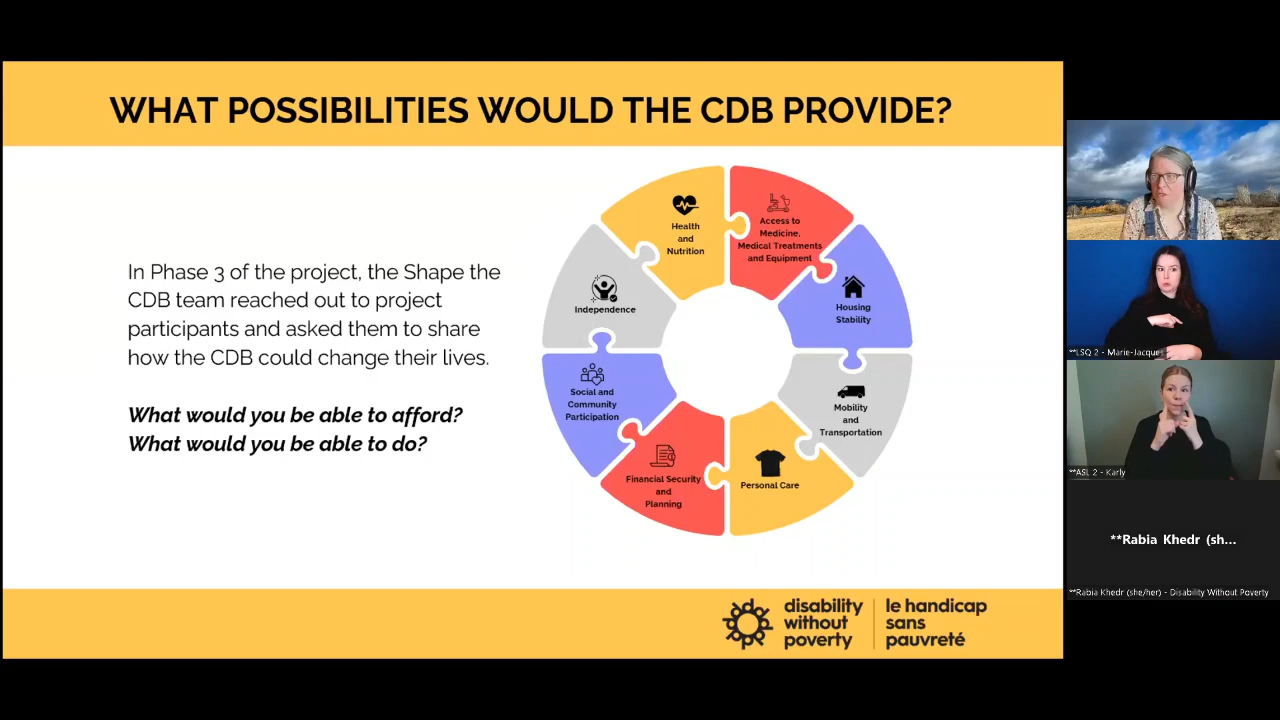 WHAT POSSIBILITIES WOULD THE CDB PROVIDE?
In Phase 3 of the project, the Shape the
CDB team reached out to project
participants and asked them to share
how the CDB could change their lives.
What would you be able to afford?
What would you be able to do?
Health
and
Nutrition
Access to
Medicine,
Medical Treatments
and Equipment
Housing
Stability
Mobility
and
Transportation
Personal Care
Financial Security
and
Planning
Social and
Community
Participation
Independence
disability
without
poverty
le handicap
sans
pauvreté
**LSQ 2 - Marie-Jacques
**ASL 2 - Karly
**Rabia Khedr (sh...
**Rabia Khedr (she/her) - Disability Without Poverty